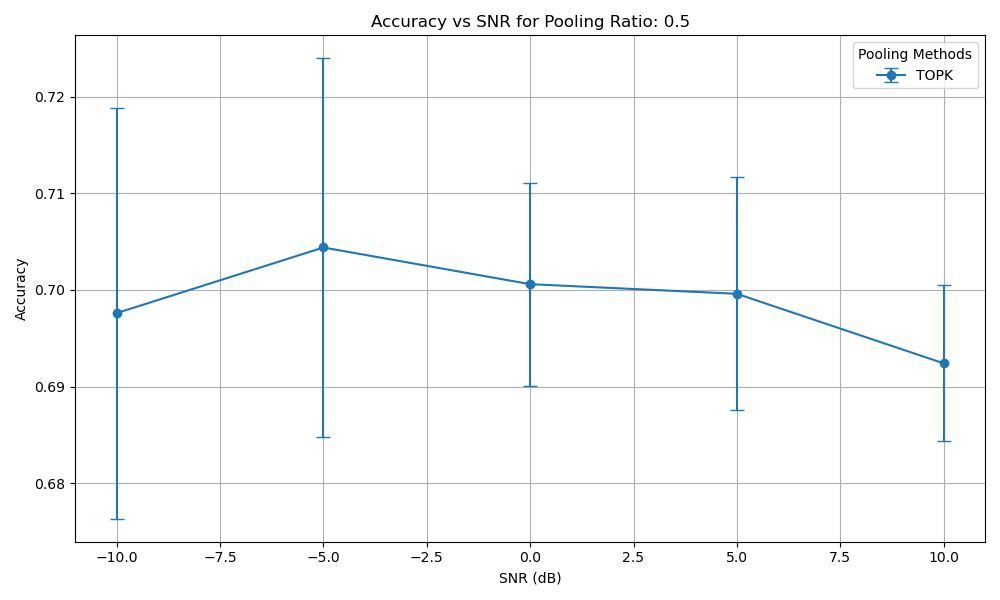 Accuracy vs SNR for Pooling Ratio: 0.5
Pooling Methods
TOPK
0.72
0.71
0.70
0.69
0.68
Accuracy
−10.0 −7.5 −5.0 −2.5 0.0 2.5 5.0 7.5 10.0
SNR (dB)